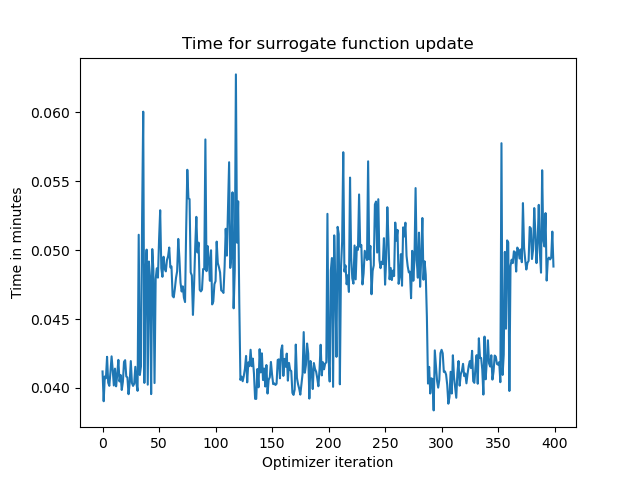 Time for surrogate function update
0.060
0.055
0.050
0.045
0.040
Time in minutes
0 50 100 150 200 250 300 350 400
Optimizer iteration